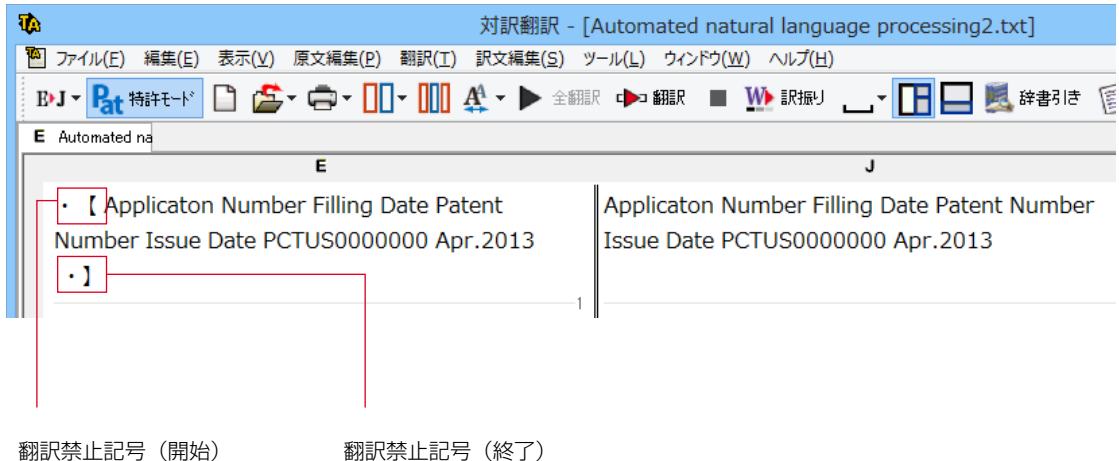 TA 対訳翻訳 - [Automated natural language processing2.txt]
TA ファイル(F) 編集(E) 表示(V) 原文編集(P) 翻訳(T) 訳文編集(S) ツール(L) ウィンドウ(W) ヘルプ(H)
E▸J Pat 特許モード 全翻訳 翻訳 W 訳振り 辞書引き
E Automated na
E J
・【 Applicaton Number Filling Date Patent
Number Issue Date PCTUS0000000 Apr.2013
・】
1
Applicaton Number Filling Date Patent Number
Issue Date PCTUS0000000 Apr.2013
翻訳禁止記号（開始） 翻訳禁止記号（終了）